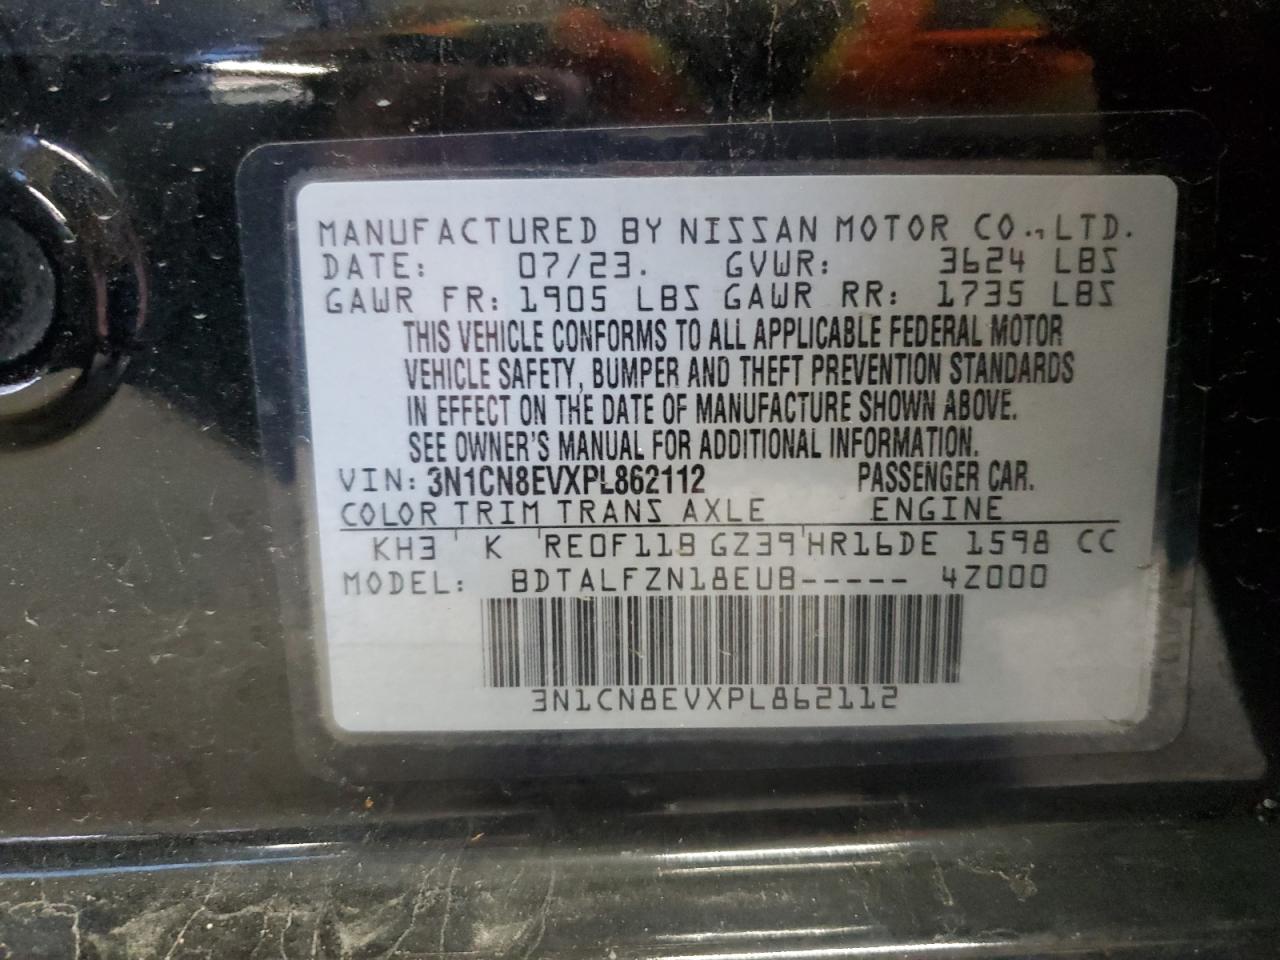 MANUFACTURED BY NISSAN MOTOR CO., LTD.
DATE: 07/23. GVWR: 3624 LBS
GAWR FR: 1905 LBS GAWR RR: 1735 LBS
THIS VEHICLE CONFORMS TO ALL APPLICABLE FEDERAL MOTOR
VEHICLE SAFETY, BUMPER AND THEFT PREVENTION STANDARDS
IN EFFECT ON THE DATE OF MANUFACTURE SHOWN ABOVE.
SEE OWNER'S MANUAL FOR ADDITIONAL INFORMATION.
VIN: 3N1CN8EVXPL862112 PASSENGER CAR.
COLOR TRIM TRANS AXLE ENGINE
KH3 K RE0F11B GZ39 HR16DE 1598 CC
MODEL: BDTALFZN18EUB----- 4Z000
3N1CN8EVXPL862112